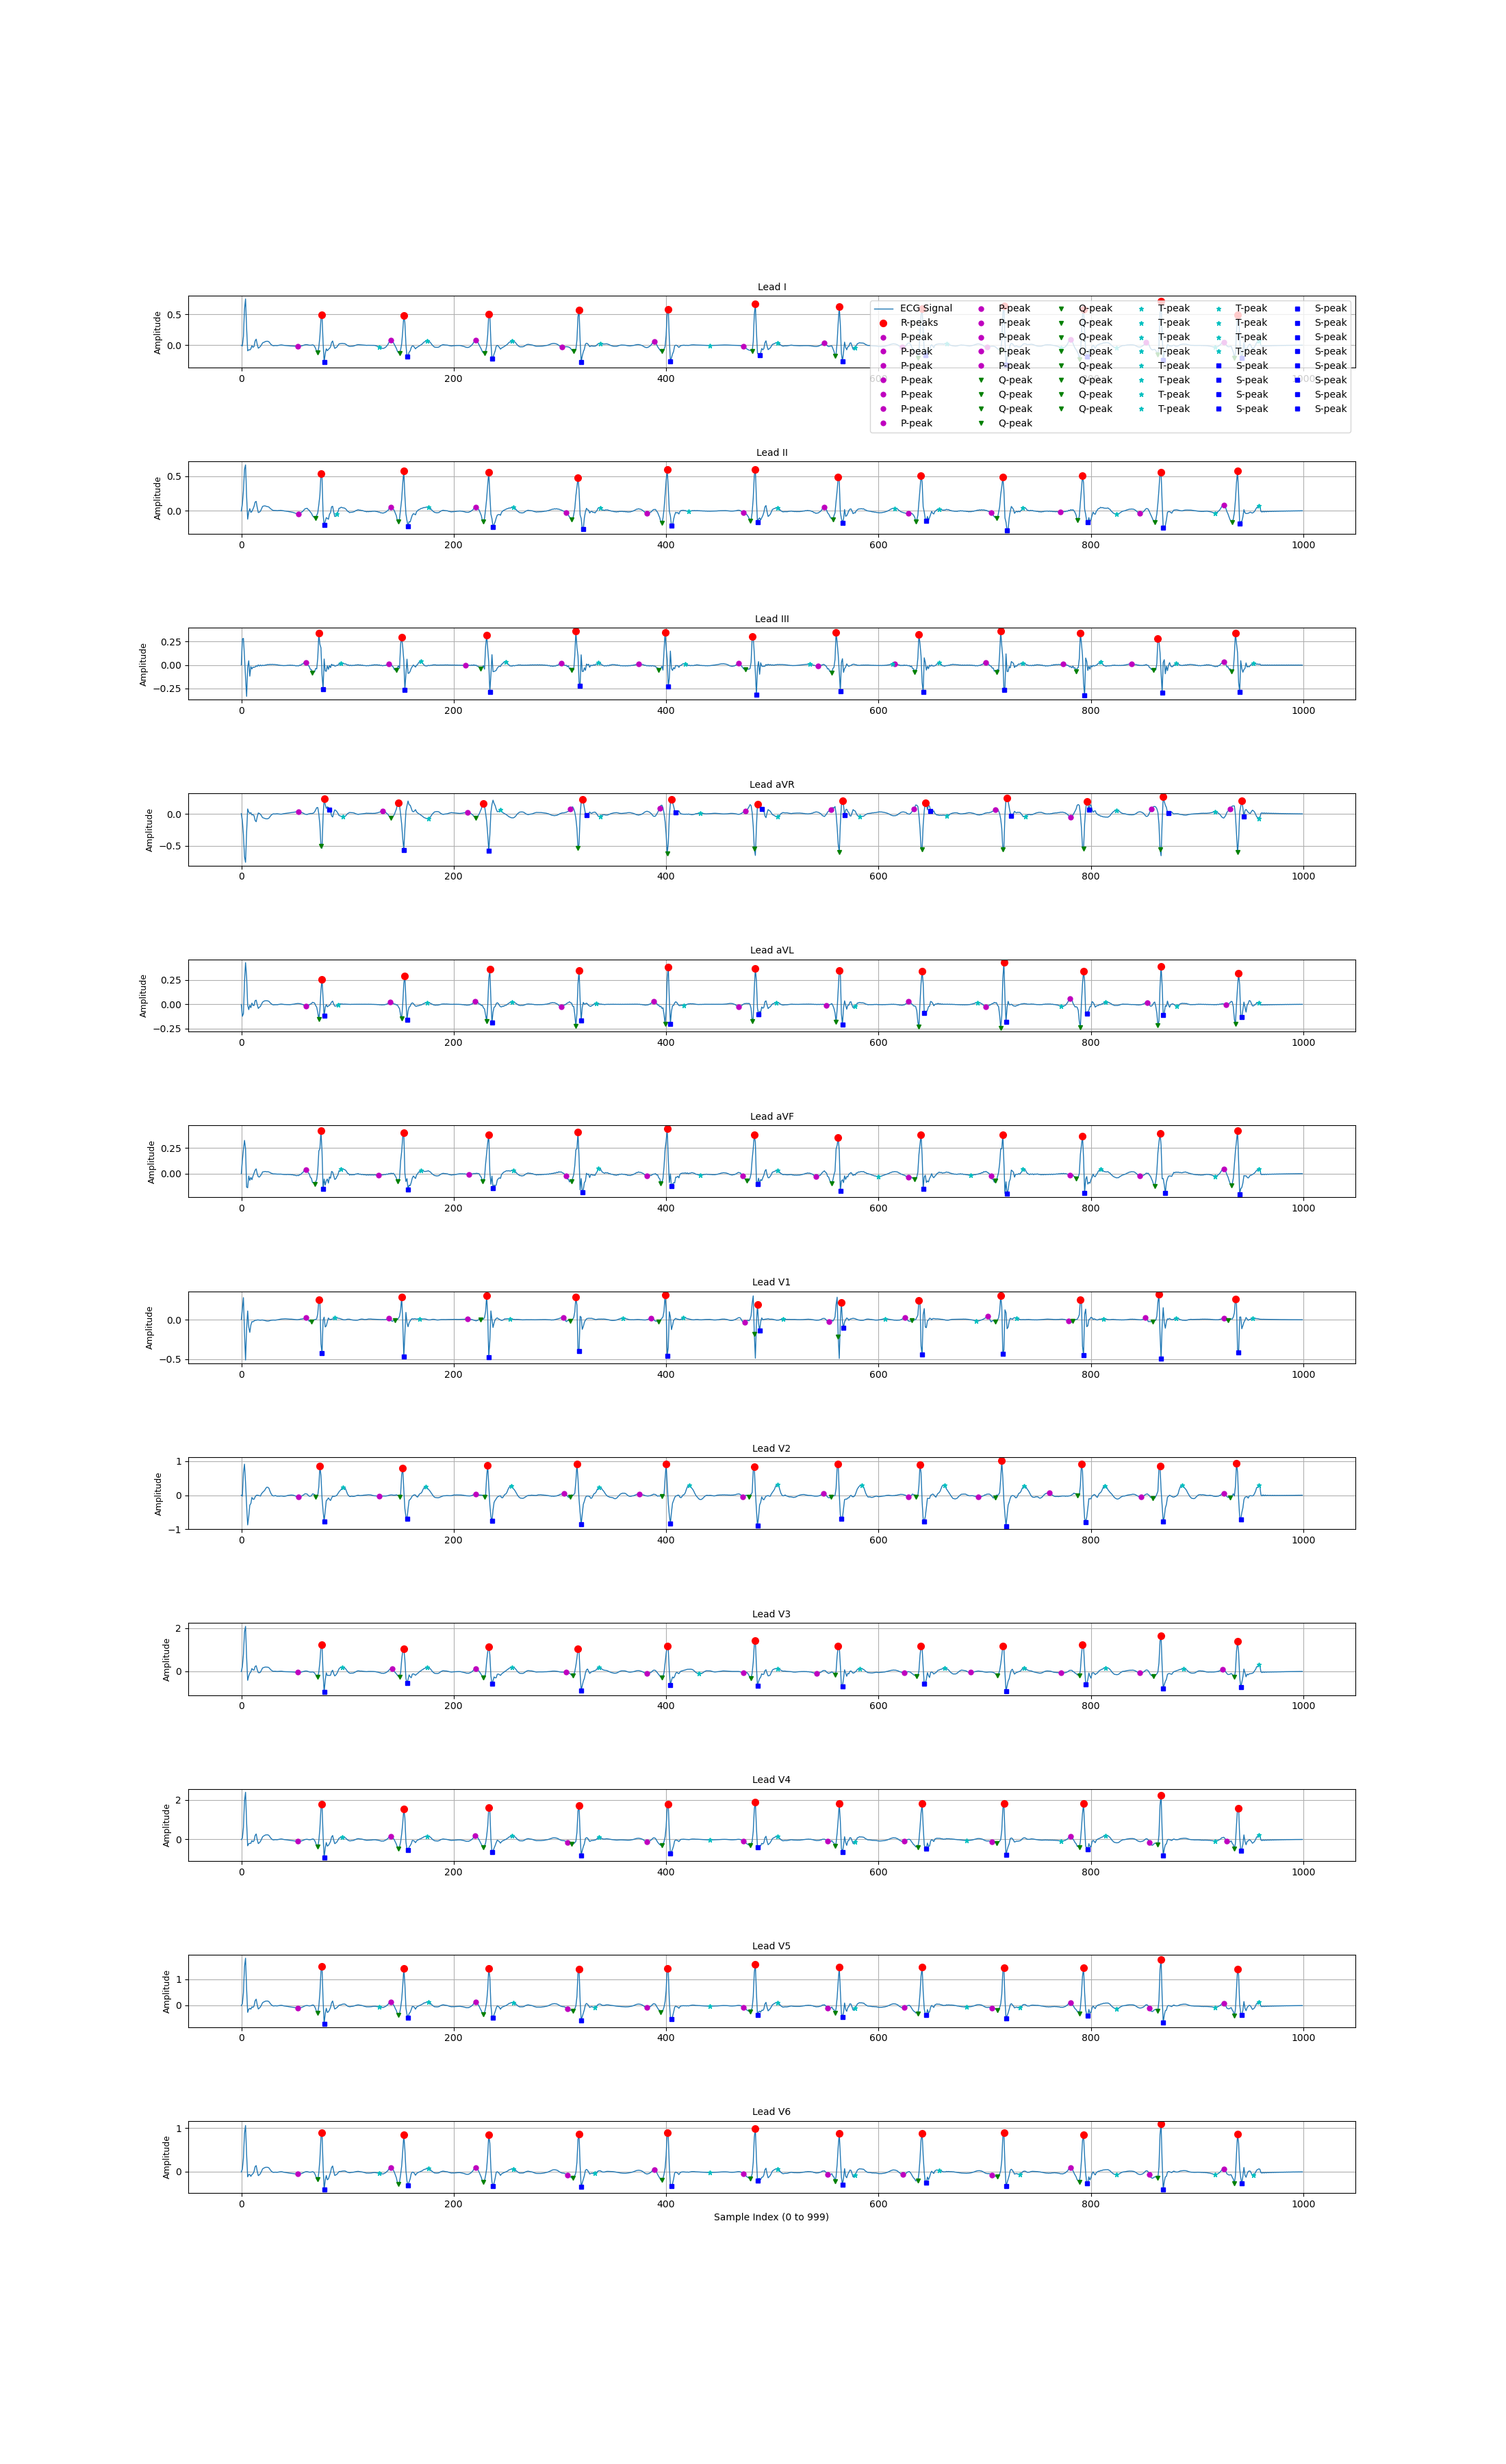 Lead I
Amplitude
0.5
0.0
0 200 400 600 800 1000
ECG Signal P-peak Q-peak T-peak T-peak S-peak
R-peaks P-peak Q-peak T-peak T-peak S-peak
P-peak P-peak Q-peak T-peak T-peak S-peak
P-peak P-peak Q-peak T-peak T-peak S-peak
P-peak P-peak Q-peak T-peak S-peak S-peak
P-peak Q-peak Q-peak T-peak S-peak S-peak
P-peak Q-peak Q-peak T-peak S-peak S-peak
P-peak Q-peak Q-peak T-peak S-peak S-peak
P-peak Q-peak
Lead II
Amplitude
0.5
0.0
0 200 400 600 800 1000
Lead III
Amplitude
0.25
0.00
−0.25
0 200 400 600 800 1000
Lead aVR
Amplitude
0.0
−0.5
0 200 400 600 800 1000
Lead aVL
Amplitude
0.25
0.00
−0.25
0 200 400 600 800 1000
Lead aVF
Amplitude
0.25
0.00
0 200 400 600 800 1000
Lead V1
Amplitude
0.0
−0.5
0 200 400 600 800 1000
Lead V2
Amplitude
1
0
−1
0 200 400 600 800 1000
Lead V3
Amplitude
2
0
0 200 400 600 800 1000
Lead V4
Amplitude
2
0
0 200 400 600 800 1000
Lead V5
Amplitude
1
0
0 200 400 600 800 1000
Lead V6
Amplitude
1
0
0 200 400 600 800 1000
Sample Index (0 to 999)